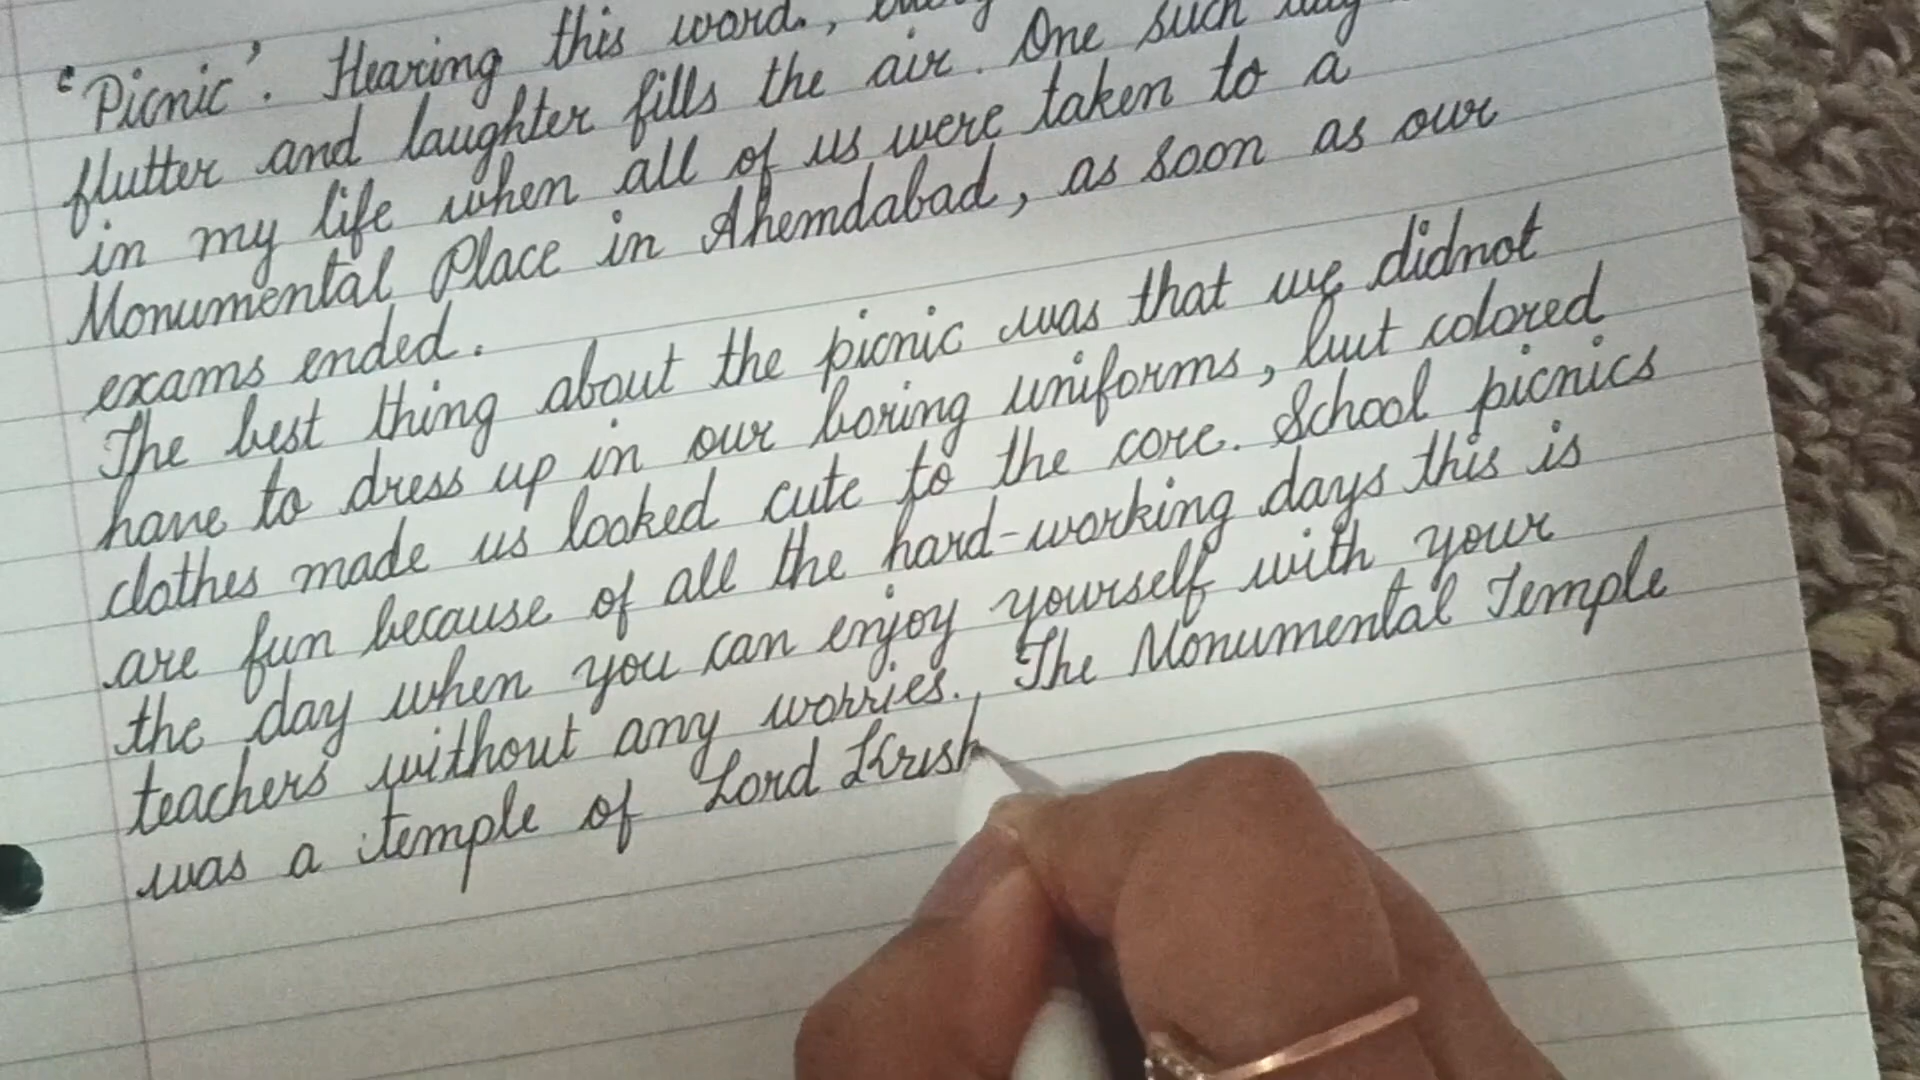 'Picnic'. Hearing this word.,
flutter and laughter fills the air. One such day
in my life when all of us were taken to a
Monumental Place in Ahemdabad, as soon as our
exams ended.
The best thing about the picnic was that we didnot
have to dress up in our boring uniforms, but colored
clothes made us looked cute to the core. School picnics
are fun because of all the hard-working days this is
the day when you can enjoy yourself with your
teachers without any worries. The Monumental Temple
was a temple of Lord Krish